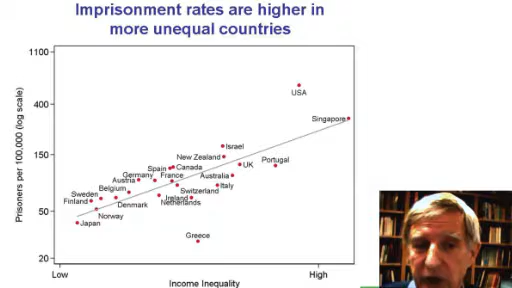 Imprisonment rates are higher in
more unequal countries
1100
400
150
50
20
Prisoners per 100,000 (log scale)
USA
Singapore
Israel
New Zealand
Spain
Canada
UK
Portugal
Germany
France
Australia
Austria
Belgium
Switzerland
Italy
Sweden
Finland
Denmark
Ireland
Netherlands
Norway
Japan
Greece
Low
High
Income Inequality